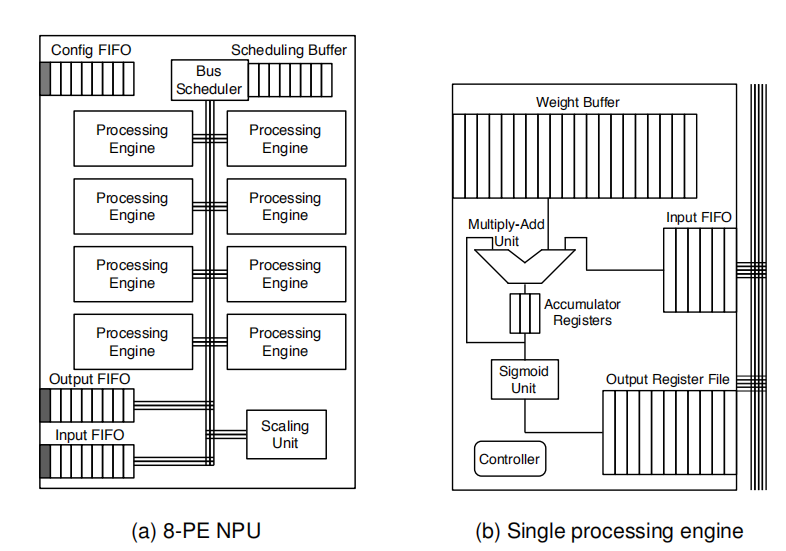 Config FIFO
Scheduling Buffer
Bus
Scheduler
Processing
Engine
Processing
Engine
Processing
Engine
Processing
Engine
Processing
Engine
Processing
Engine
Processing
Engine
Processing
Engine
Output FIFO
Input FIFO
Scaling
Unit
(a) 8-PE NPU
Weight Buffer
Multiply-Add
Unit
Input FIFO
Accumulator
Registers
Sigmoid
Unit
Output Register File
Controller
(b) Single processing engine